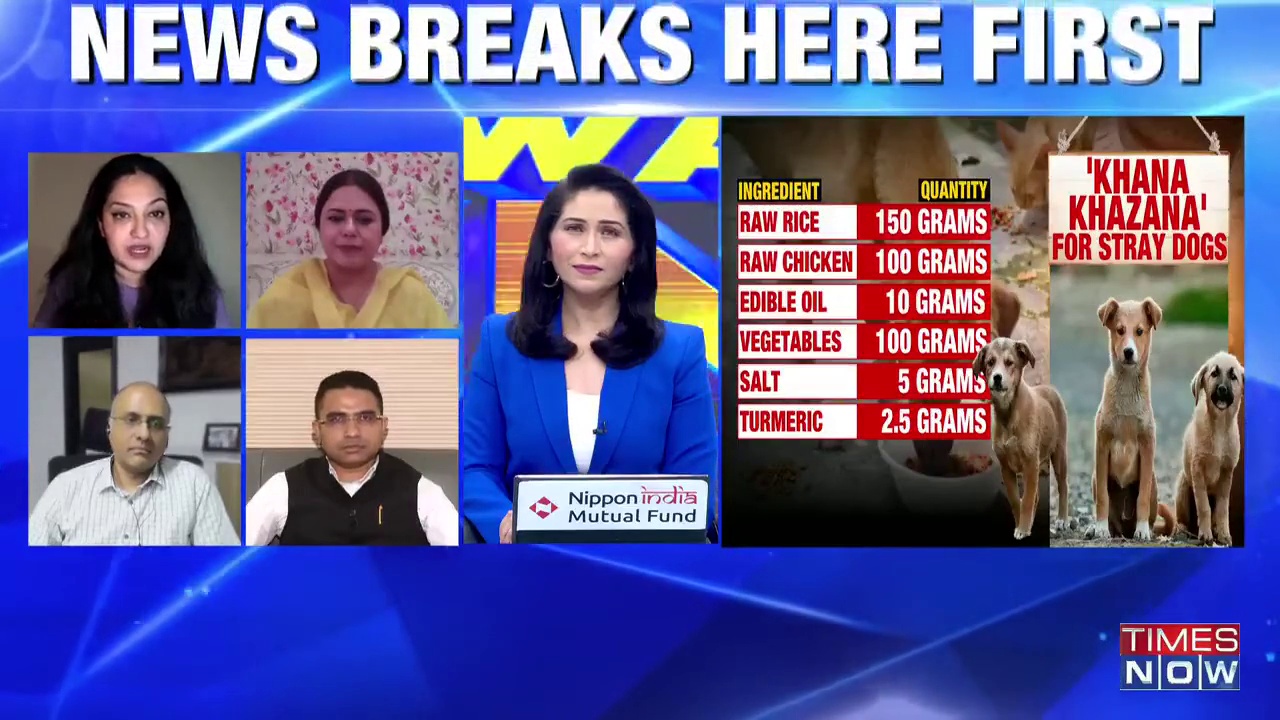 NEWS BREAKS HERE FIRST
WA
INGREDIENT QUANTITY
RAW RICE 150 GRAMS
RAW CHICKEN 100 GRAMS
EDIBLE OIL 10 GRAMS
VEGETABLES 100 GRAMS
SALT 5 GRAMS
TURMERIC 2.5 GRAMS
'KHANA
KHAZANA'
FOR STRAY DOGS
Nippon india
Mutual Fund
TIMES
NOW